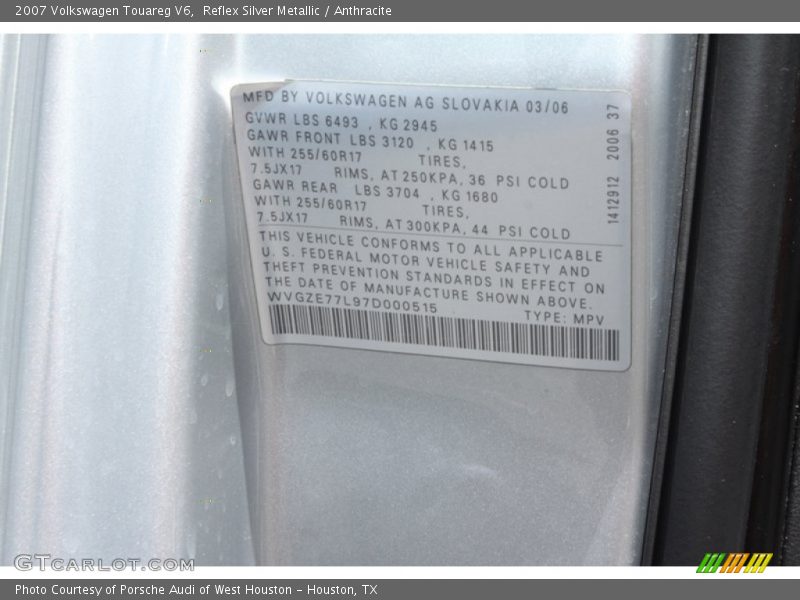 2007 Volkswagen Touareg V6, Reflex Silver Metallic / Anthracite
MFD BY VOLKSWAGEN AG SLOVAKIA 03/06
GVWR LBS 6493 , KG 2945
GAWR FRONT LBS 3120 , KG 1415
WITH 255/60R17 TIRES,
7.5JX17 RIMS, AT 250KPA, 36 PSI COLD
GAWR REAR LBS 3704 , KG 1680
WITH 255/60R17 TIRES,
7.5JX17 RIMS, AT 300KPA, 44 PSI COLD
1412912 2006 37
THIS VEHICLE CONFORMS TO ALL APPLICABLE
U. S. FEDERAL MOTOR VEHICLE SAFETY AND
THEFT PREVENTION STANDARDS IN EFFECT ON
THE DATE OF MANUFACTURE SHOWN ABOVE.
WVGZE77L97D000515 TYPE: MPV
GTCARLOT.COM
Photo Courtesy of Porsche Audi of West Houston - Houston, TX